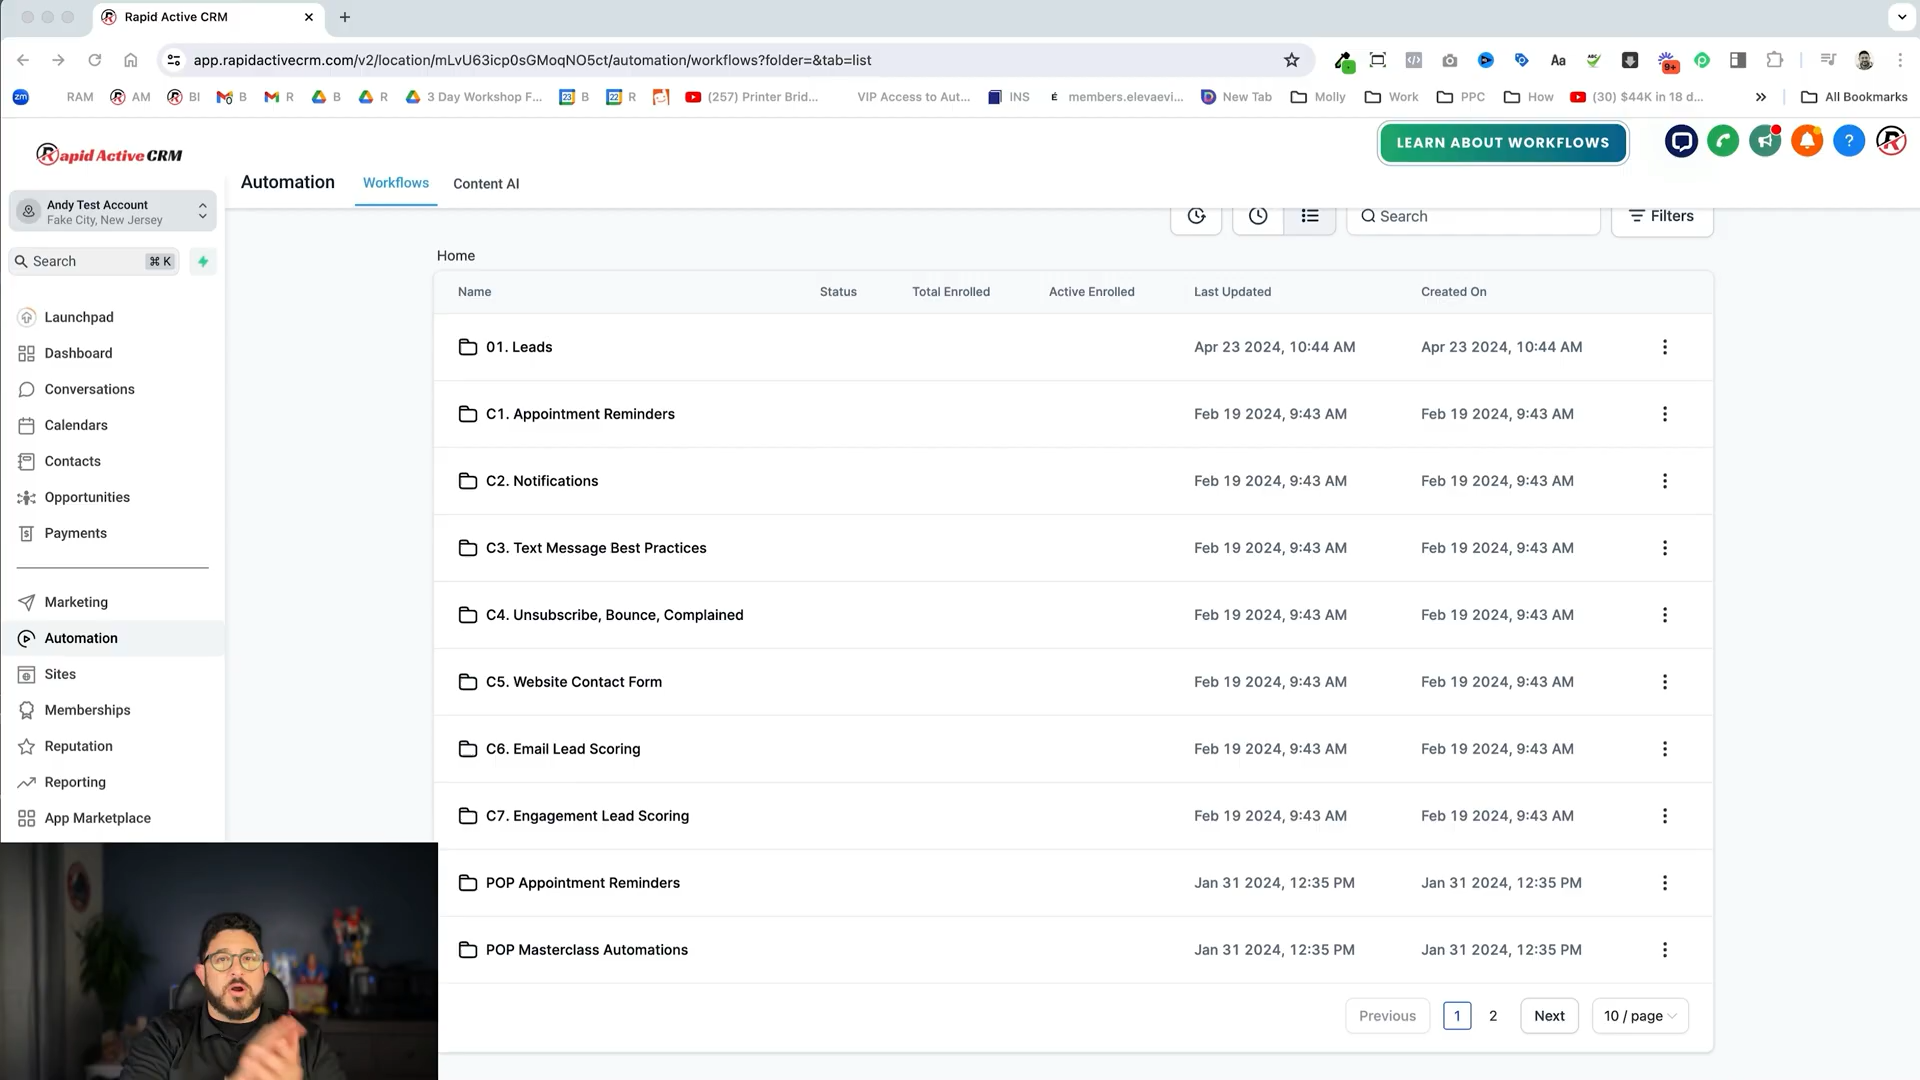 Rapid Active CRM
app.rapidactivecrm.com/v2/location/mLvU63icp0sGMoqNO5ct/automation/workflows?folder=&tab=list
Aa
ABC
9+
zm
RAM
AM
BI
B
R
B
R
3 Day Workshop F...
23
B
22
R
(257) Printer Brid...
VIP Access to Aut...
INS
É
members.elevaevi...
New Tab
Molly
Work
PPC
How
(30) $44K in 18 d...
»
All Bookmarks
Rapid Active CRM
LEARN ABOUT WORKFLOWS
?
Automation
Workflows
Content AI
Andy Test Account
Fake City, New Jersey
Search
⌘ K
Search
Filters
Launchpad
Dashboard
Conversations
Calendars
Contacts
Opportunities
Payments
Marketing
Automation
Sites
Memberships
Reputation
Reporting
App Marketplace
Home
Name Status Total Enrolled Active Enrolled Last Updated Created On
01. Leads Apr 23 2024, 10:44 AM Apr 23 2024, 10:44 AM
C1. Appointment Reminders Feb 19 2024, 9:43 AM Feb 19 2024, 9:43 AM
C2. Notifications Feb 19 2024, 9:43 AM Feb 19 2024, 9:43 AM
C3. Text Message Best Practices Feb 19 2024, 9:43 AM Feb 19 2024, 9:43 AM
C4. Unsubscribe, Bounce, Complained Feb 19 2024, 9:43 AM Feb 19 2024, 9:43 AM
C5. Website Contact Form Feb 19 2024, 9:43 AM Feb 19 2024, 9:43 AM
C6. Email Lead Scoring Feb 19 2024, 9:43 AM Feb 19 2024, 9:43 AM
C7. Engagement Lead Scoring Feb 19 2024, 9:43 AM Feb 19 2024, 9:43 AM
POP Appointment Reminders Jan 31 2024, 12:35 PM Jan 31 2024, 12:35 PM
POP Masterclass Automations Jan 31 2024, 12:35 PM Jan 31 2024, 12:35 PM
Previous 1 2 Next 10 / page